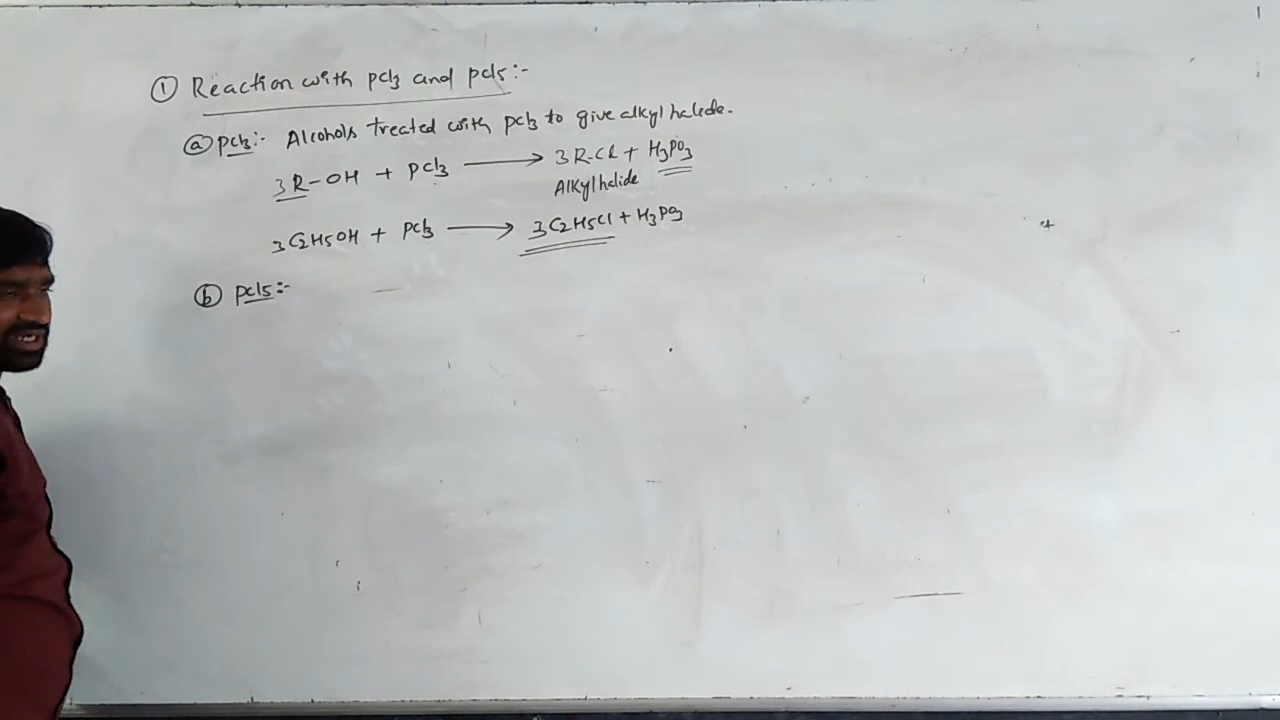 ① Reaction with pcl3 and pcl5:-
ⓐ pcl3:- Alcohols treated with pcl3 to give alkyl halede.
3R-OH + pcl3 ⟶ 3R-Cl + H3PO3
Alkyl halide
3C2H5OH + pcl3 ⟶ 3C2H5Cl + H3PO3
ⓑ pcl5:-